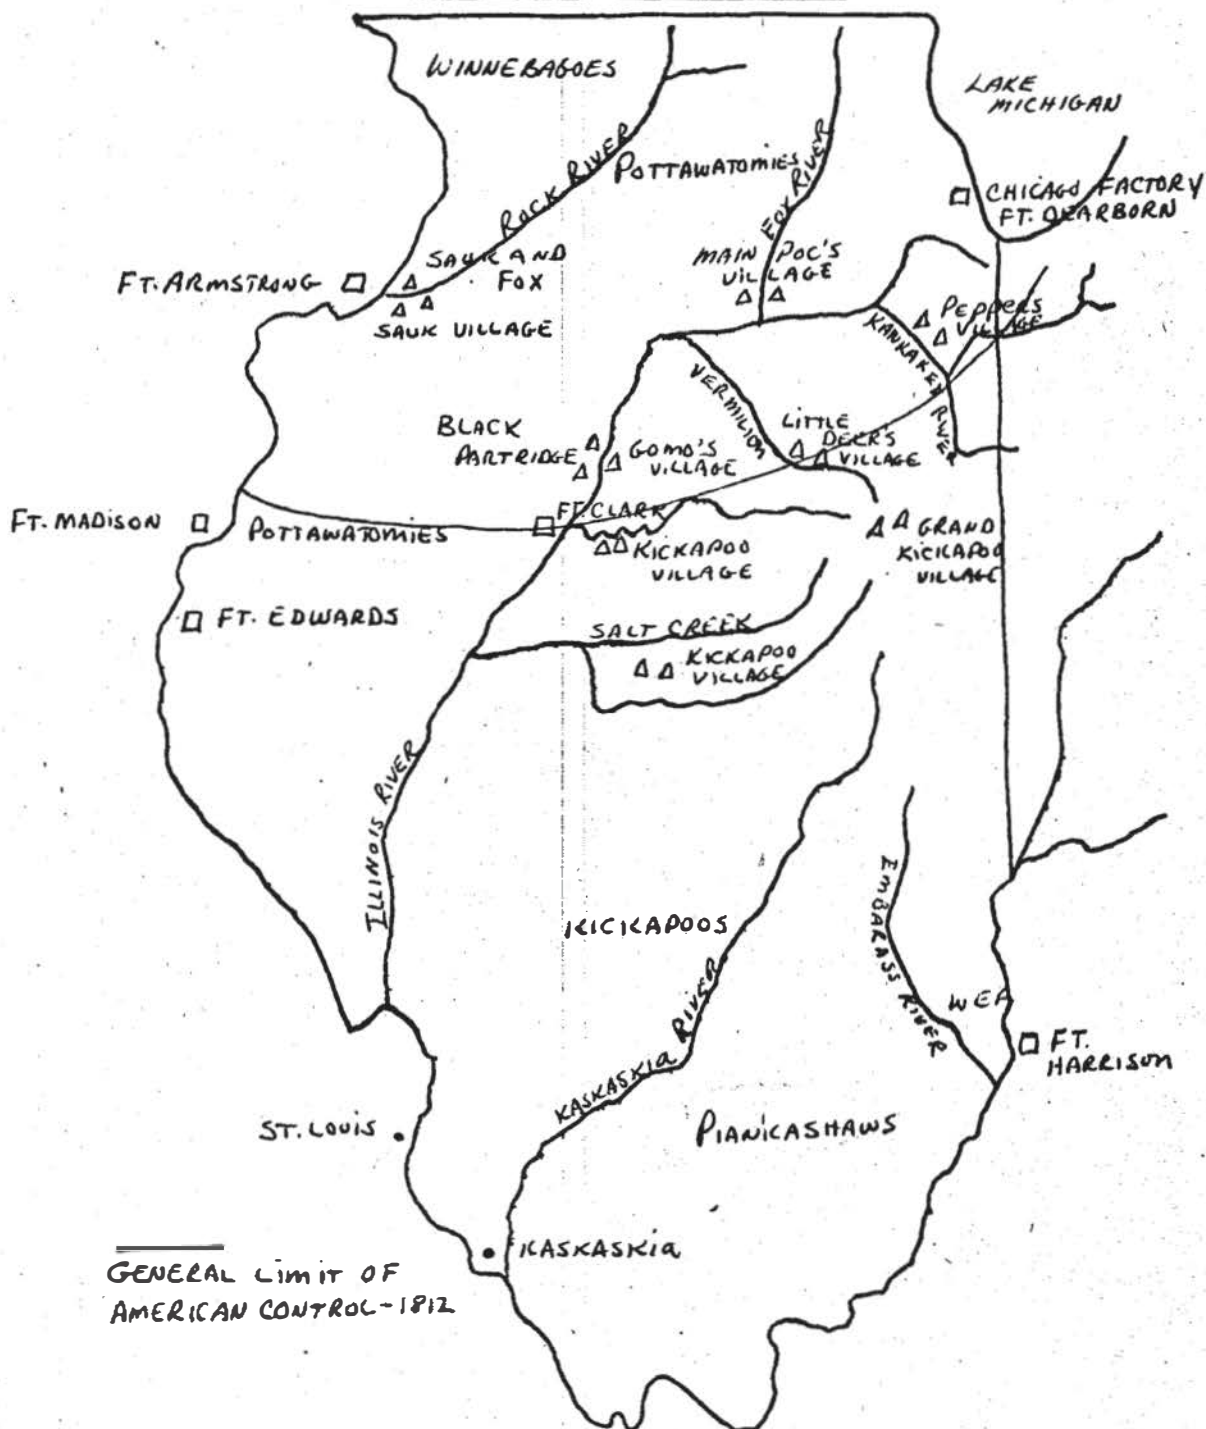 WINNEBAGOES
LAKE
MICHIGAN
ROCK RIVER
POTTAWATOMIES
FOX RIVER
CHICAGO FACTORY
FT. DEARBORN
FT. ARMSTRONG
SAUK AND
FOX
SAUK VILLAGE
MAIN POC'S
VILLAGE
PEPPERS
VILLAGE
KANKAKEE RIVER
VERMILION
BLACK
PARTRIDGE
GOMO'S
VILLAGE
LITTLE
DEER'S
VILLAGE
FT. MADISON
POTTAWATOMIES
FT. CLARK
KICKAPOO
VILLAGE
GRAND
KICKAPOO
VILLAGE
FT. EDWARDS
SALT CREEK
KICKAPOO
VILLAGE
ILLINOIS RIVER
KICKAPOOS
EMBARASS RIVER
WEA
FT.
HARRISON
KASKASKIA RIVER
ST. LOUIS
PIANKASHAWS
KASKASKIA
GENERAL LIMIT OF
AMERICAN CONTROL-1812